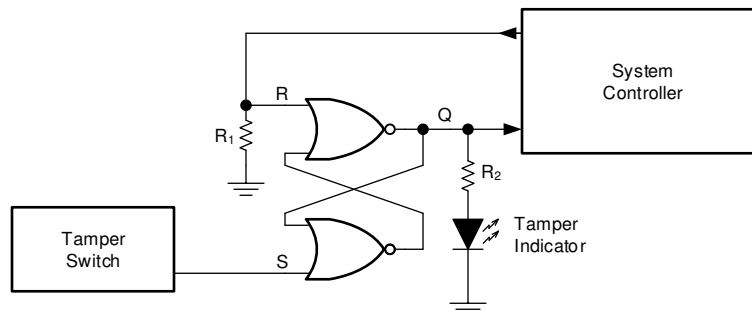 System
Controller
R
Q
R1
R2
Tamper
Indicator
Tamper
Switch
S